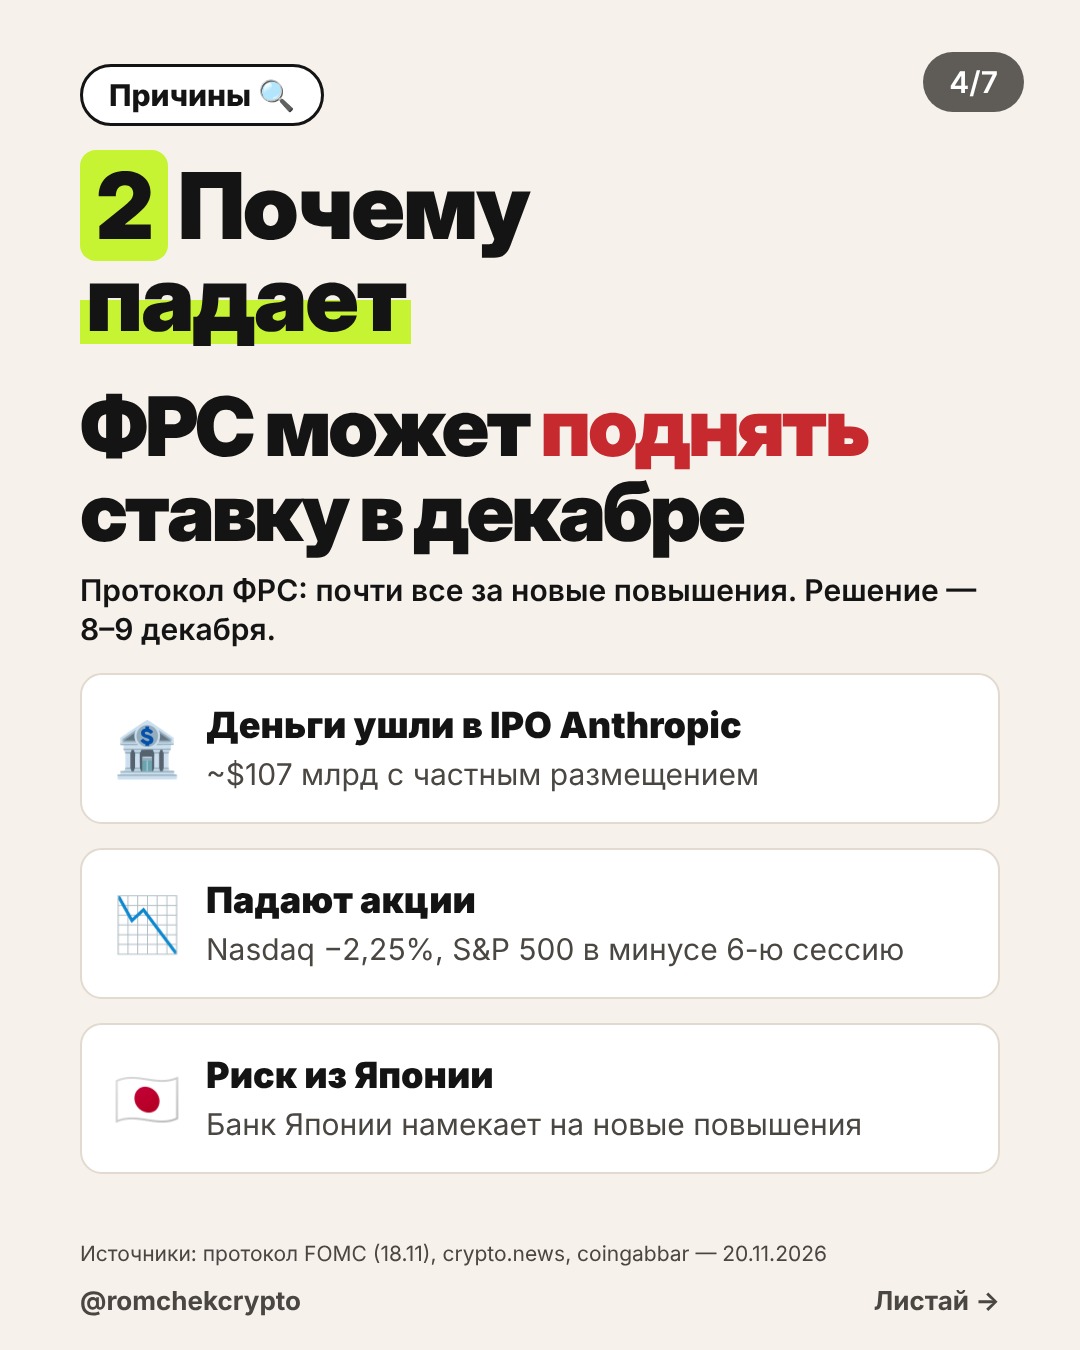 Причины 🔍
4/7
2 Почему
падает
ФРС может поднять
ставку в декабре
Протокол ФРС: почти все за новые повышения. Решение —
8–9 декабря.
Деньги ушли в IPO Anthropic
~$107 млрд с частным размещением
Падают акции
Nasdaq −2,25%, S&P 500 в минусе 6-ю сессию
Риск из Японии
Банк Японии намекает на новые повышения
Источники: протокол FOMC (18.11), crypto.news, coingabbar — 20.11.2026
@romchekcrypto
Листай →